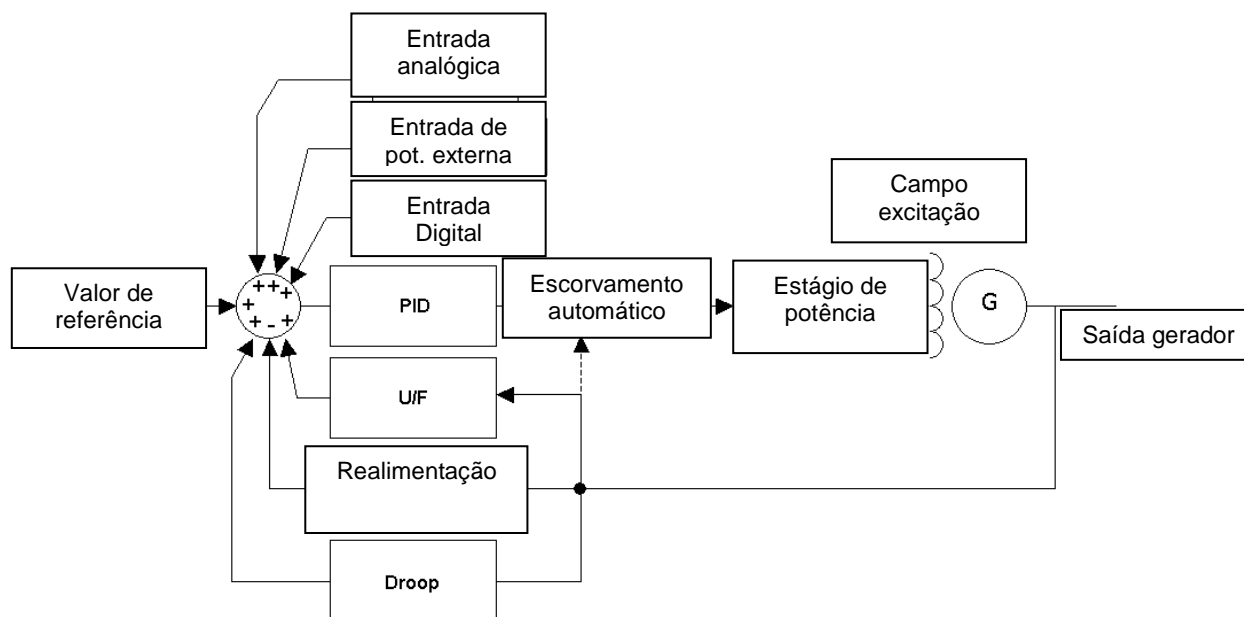 Entrada
analógica
Entrada de
pot. externa
Entrada
Digital
Campo
excitação
Valor de
referência
+ + + + + - +
PID
Escorvamento
automático
Estágio de
potência
G
Saída gerador
U/F
Realimentação
Droop